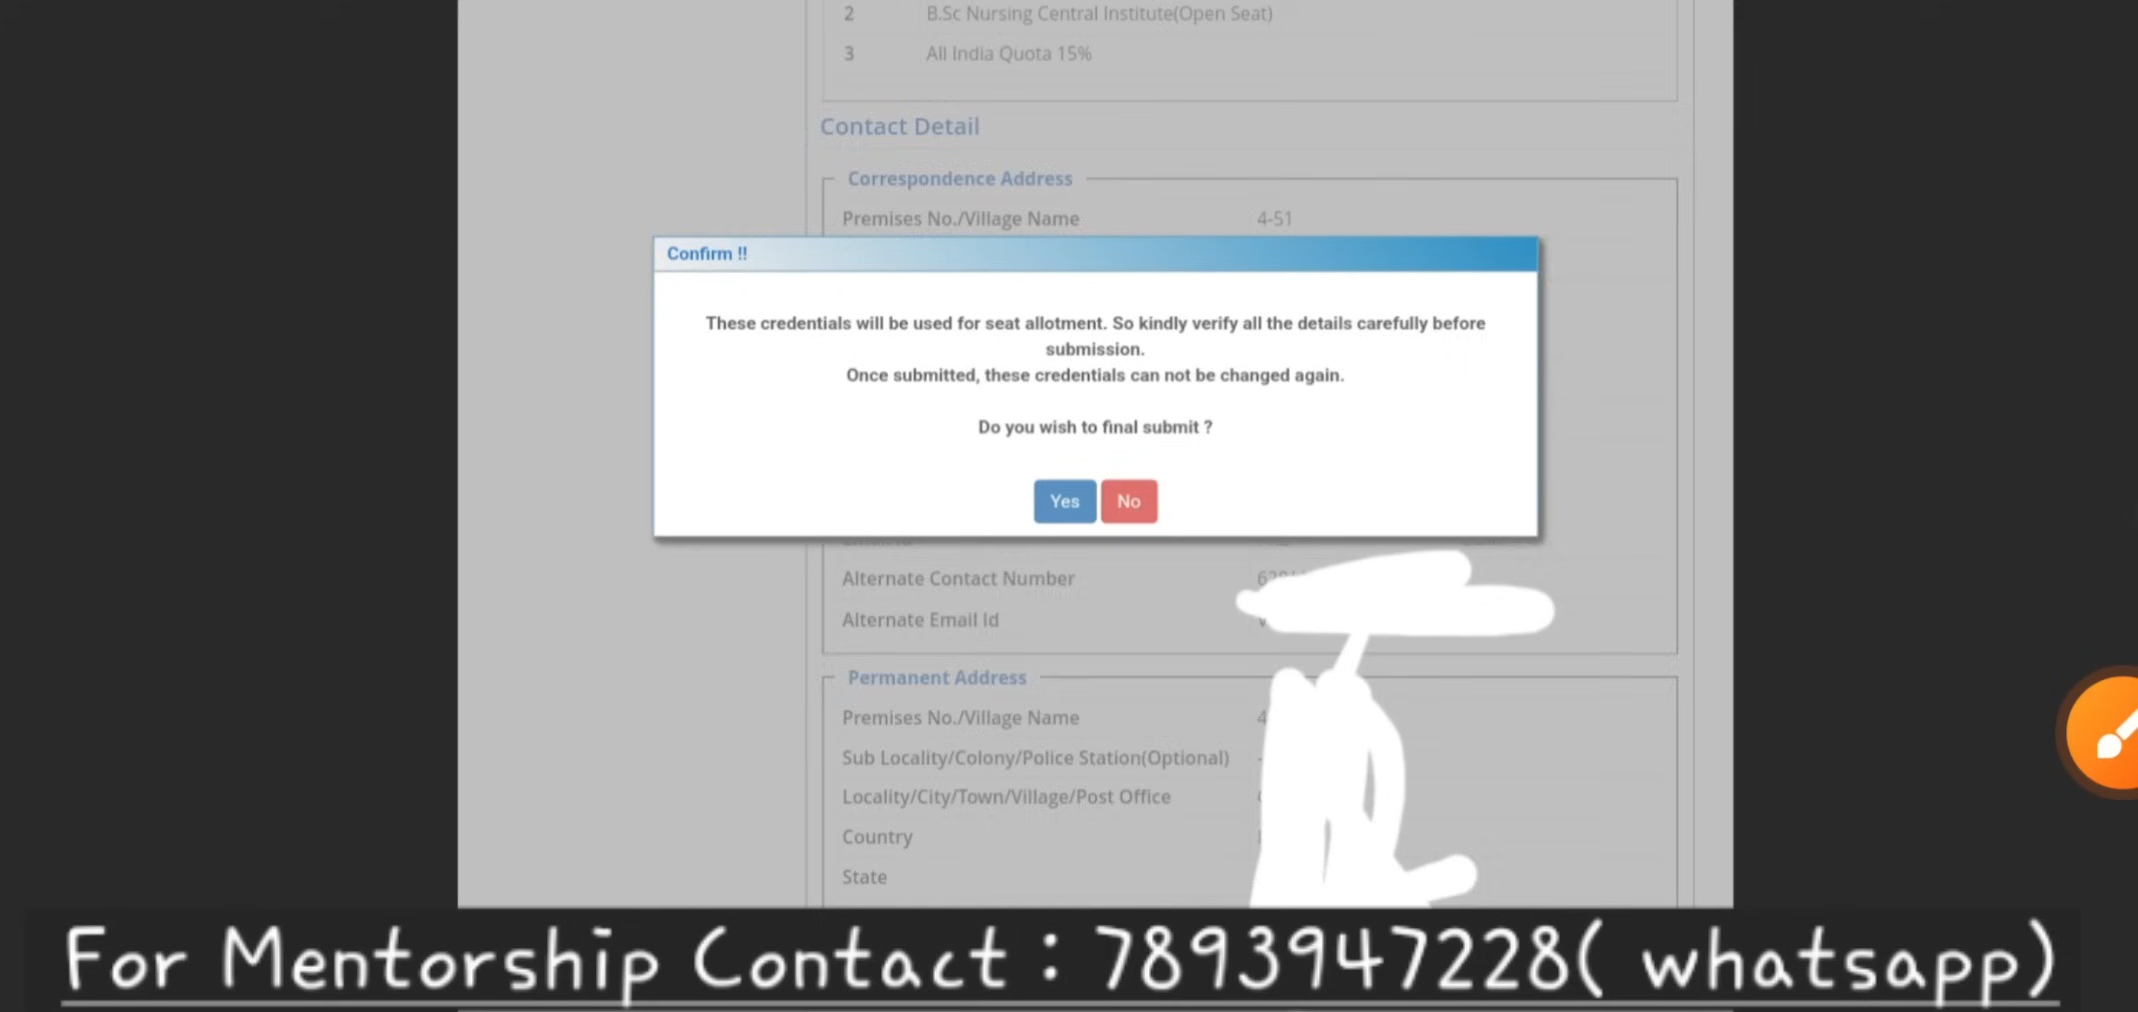 2 B.Sc Nursing Central Institute(Open Seat)
3 All India Quota 15%
Contact Detail
Correspondence Address
Premises No./Village Name 4-51
Confirm !!
These credentials will be used for seat allotment. So kindly verify all the details carefully before
submission.
Once submitted, these credentials can not be changed again.
Do you wish to final submit ?
Yes No
Alternate Contact Number
Alternate Email Id
Permanent Address
Premises No./Village Name
Sub Locality/Colony/Police Station(Optional)
Locality/City/Town/Village/Post Office
Country
State
For Mentorship Contact : 7893947228( whatsapp)